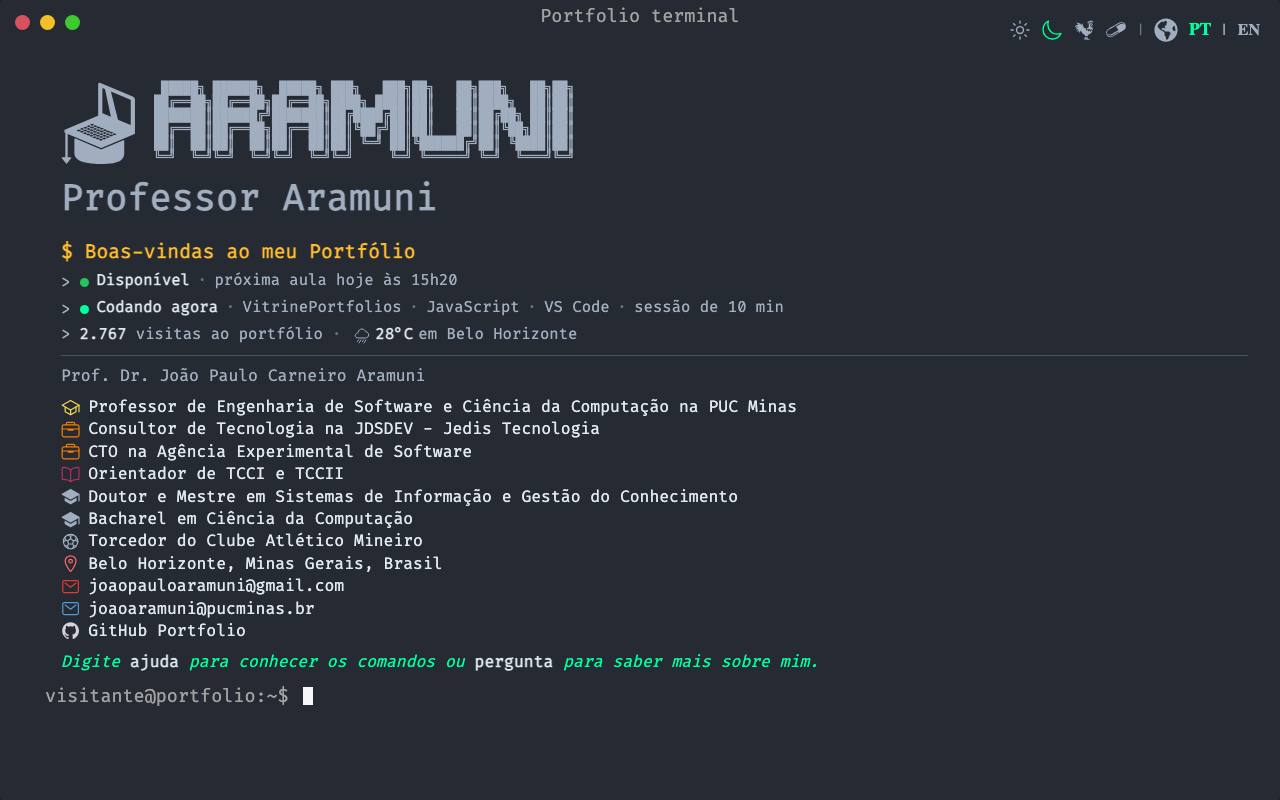 Portfolio terminal
PT | EN
ARAMUNI
Professor Aramuni
$ Boas-vindas ao meu Portfólio
> ● Disponível · próxima aula hoje às 15h20
> ● Codando agora · VitrinePortfolios · JavaScript · VS Code · sessão de 10 min
> 2.767 visitas ao portfólio · 28°C em Belo Horizonte
Prof. Dr. João Paulo Carneiro Aramuni
Professor de Engenharia de Software e Ciência da Computação na PUC Minas
Consultor de Tecnologia na JDSDEV - Jedis Tecnologia
CTO na Agência Experimental de Software
Orientador de TCCI e TCCII
Doutor e Mestre em Sistemas de Informação e Gestão do Conhecimento
Bacharel em Ciência da Computação
Torcedor do Clube Atlético Mineiro
Belo Horizonte, Minas Gerais, Brasil
joaopauloaramuni@gmail.com
joaoaramuni@pucminas.br
GitHub Portfolio
Digite ajuda para conhecer os comandos ou pergunta para saber mais sobre mim.
visitante@portfolio:~$